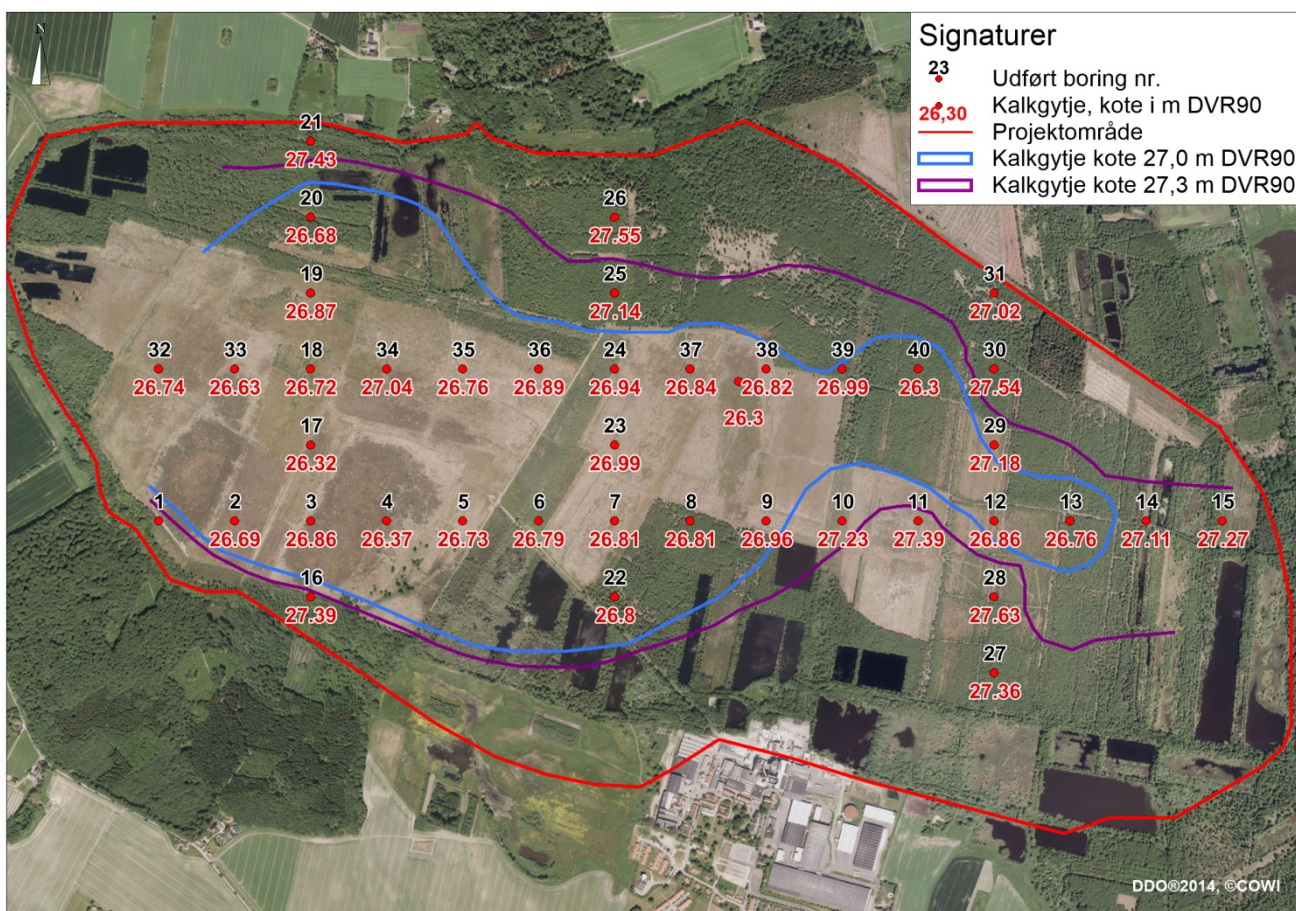 N
Signaturer
23
Udført boring nr.
26,30
Kalkgytje, kote i m DVR90
Projektområde
Kalkgytje kote 27,0 m DVR90
Kalkgytje kote 27,3 m DVR90
21
27.43
20
26.68
26
27.55
19
26.87
25
27.14
31
27.02
32 33 18 34 35 36 24 37 38 39 40 30
26.74 26.63 26.72 27.04 26.76 26.89 26.94 26.84 26.82 26.99 26.3 27.54
26.3
17 23 29
26.32 26.99 27.18
1 2 3 4 5 6 7 8 9 10 11 12 13 14 15
26.69 26.86 26.37 26.73 26.79 26.81 26.81 26.96 27.23 27.39 26.86 26.76 27.11 27.27
16 22 28
27.39 26.8 27.63
27
27.36
DDO®2014, ©COWI